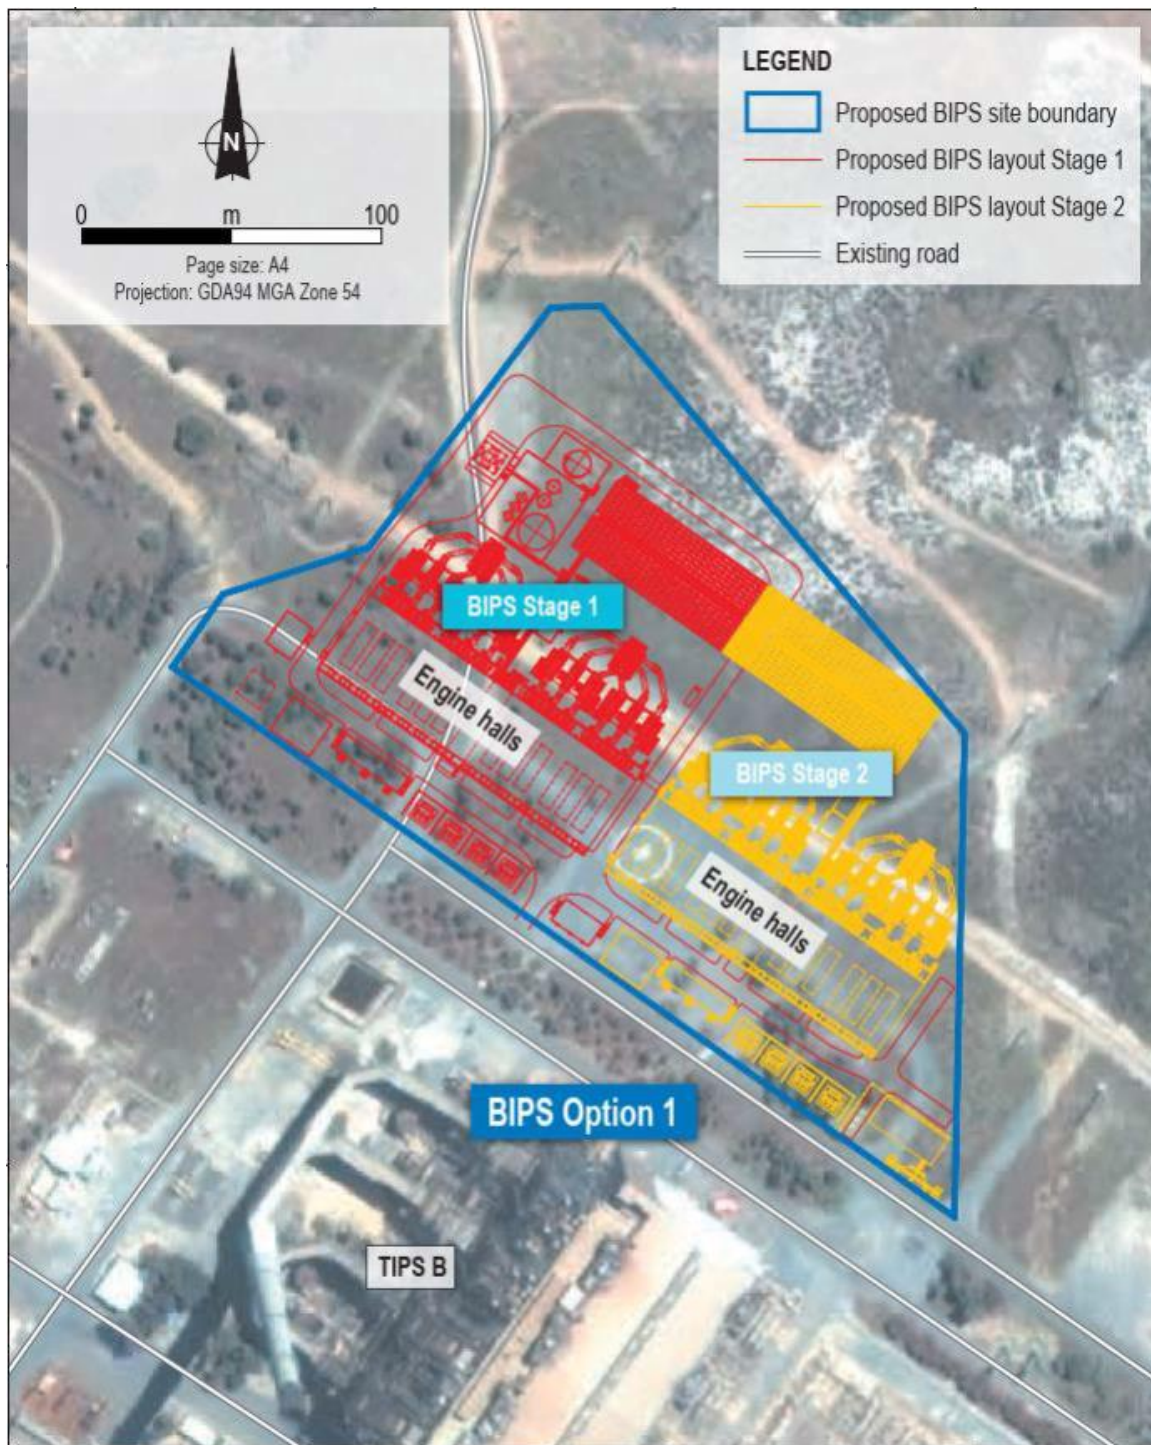 N
0 m 100
Page size: A4
Projection: GDA94 MGA Zone 54
LEGEND
Proposed BIPS site boundary
Proposed BIPS layout Stage 1
Proposed BIPS layout Stage 2
Existing road
BIPS Stage 1
Engine halls
BIPS Stage 2
Engine halls
BIPS Option 1
TIPS B